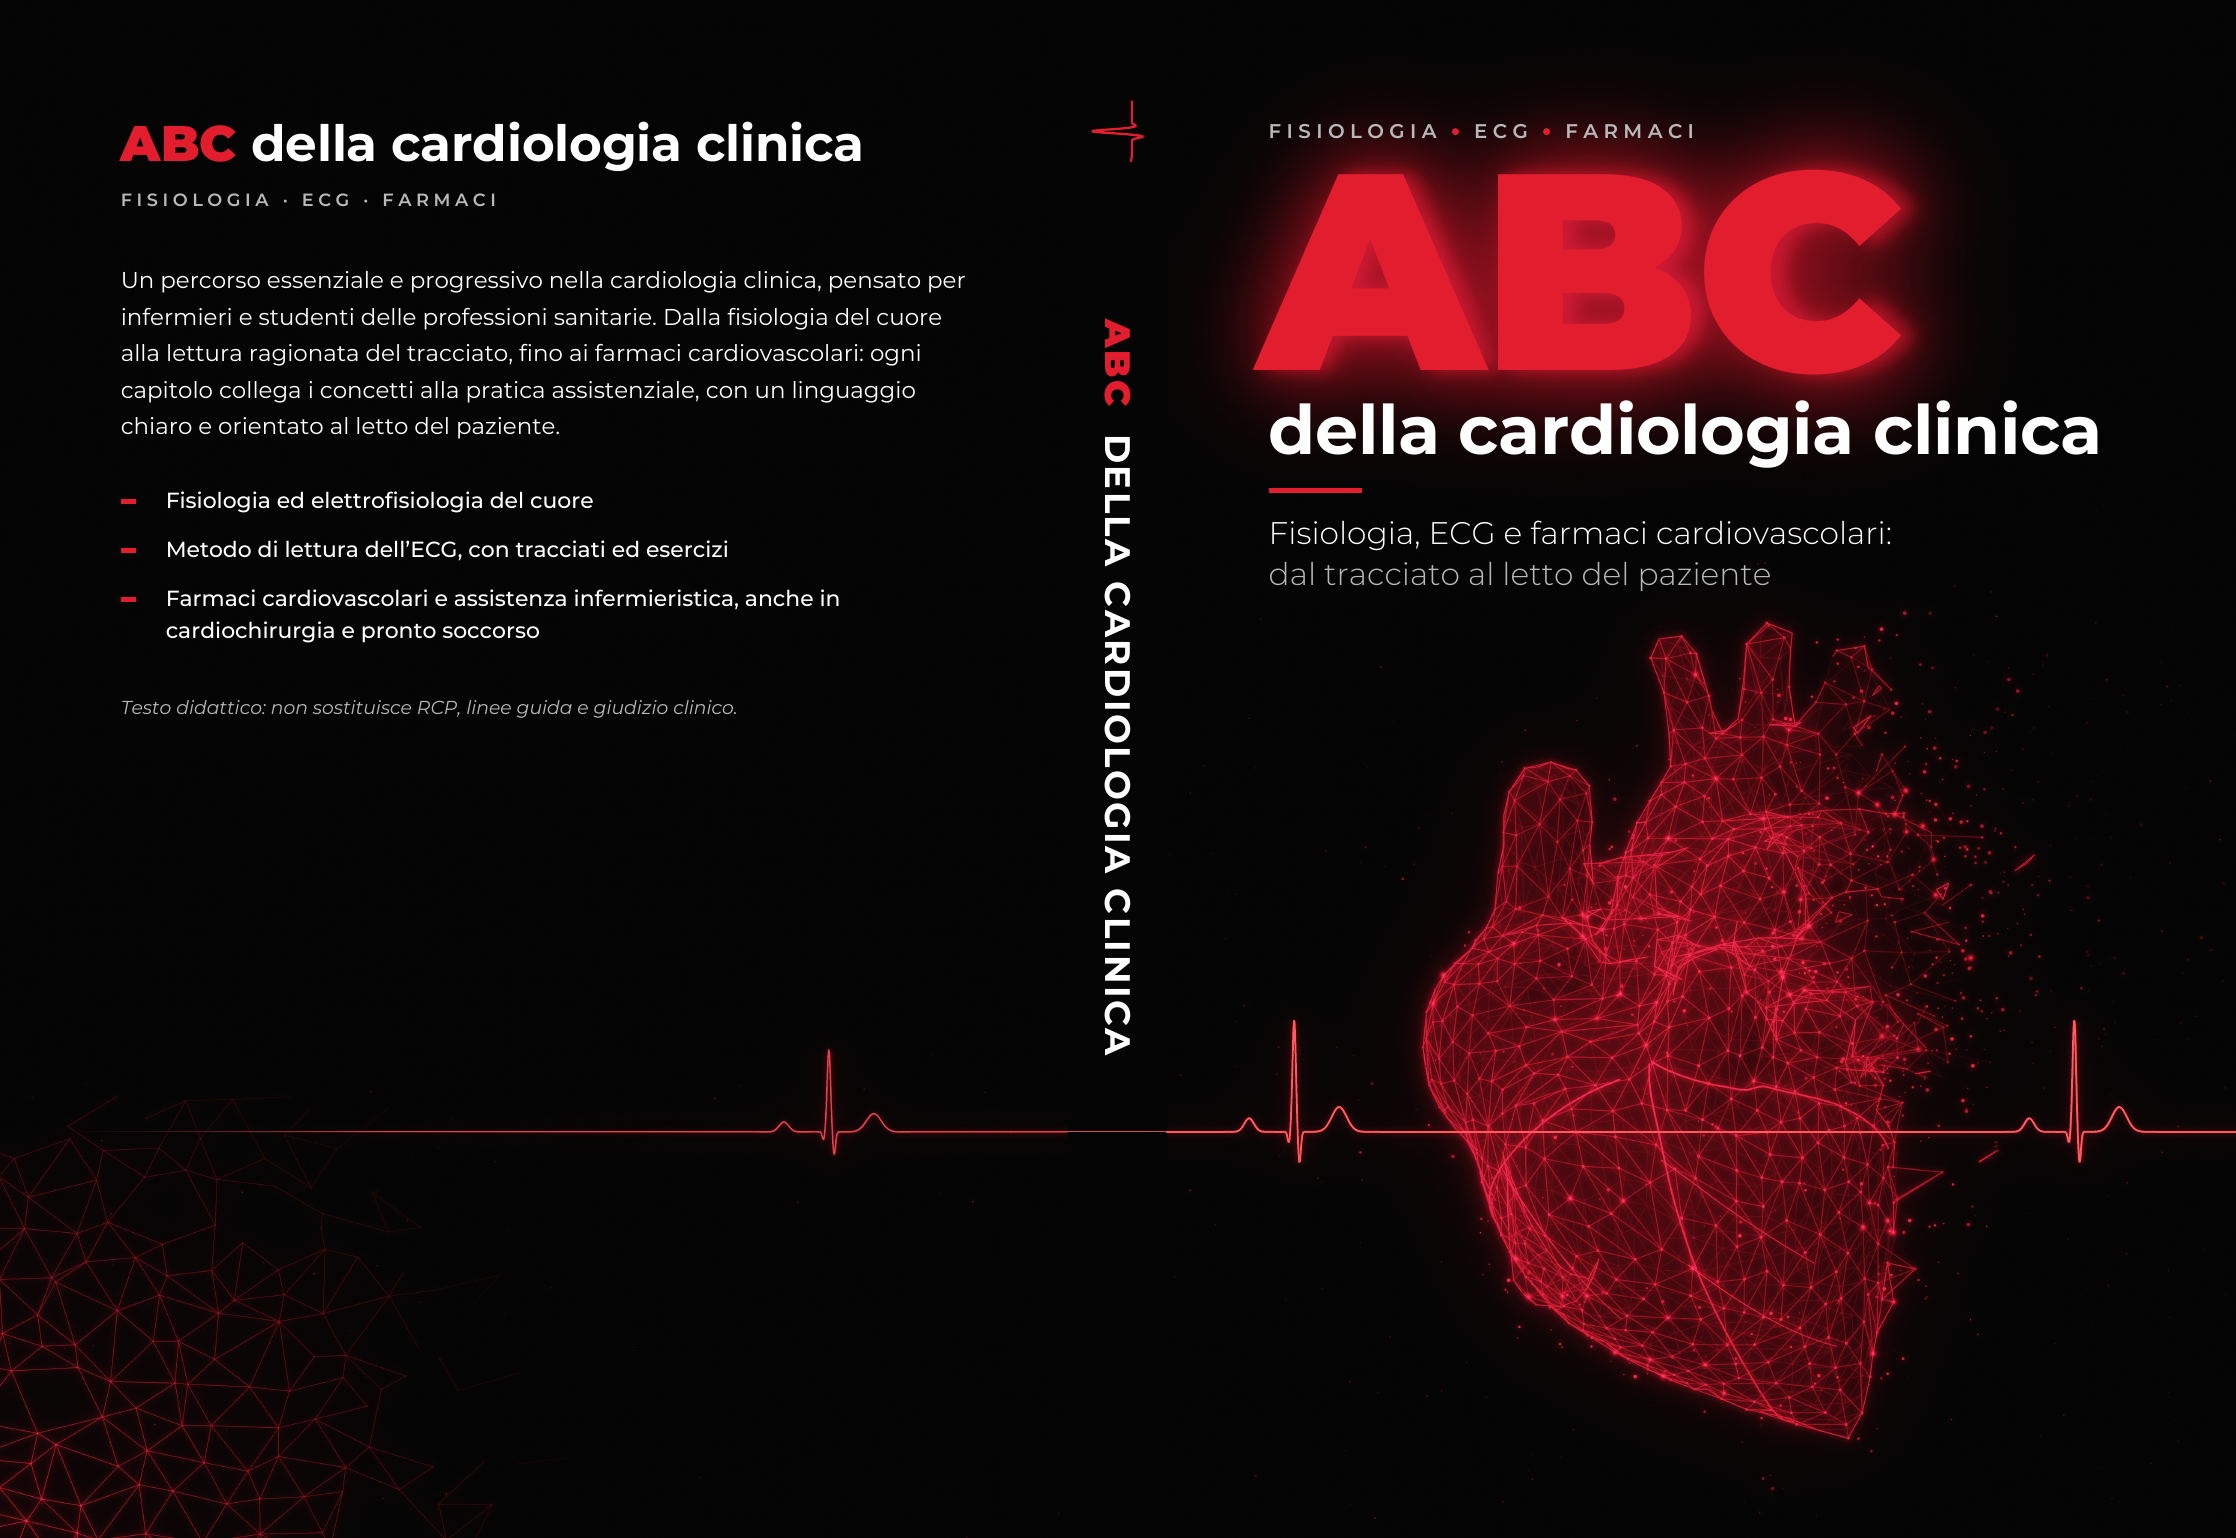 ABC della cardiologia clinica
FISIOLOGIA · ECG · FARMACI
Un percorso essenziale e progressivo nella cardiologia clinica, pensato per
infermieri e studenti delle professioni sanitarie. Dalla fisiologia del cuore
alla lettura ragionata del tracciato, fino ai farmaci cardiovascolari: ogni
capitolo collega i concetti alla pratica assistenziale, con un linguaggio
chiaro e orientato al letto del paziente.
Fisiologia ed elettrofisiologia del cuore
Metodo di lettura dell’ECG, con tracciati ed esercizi
Farmaci cardiovascolari e assistenza infermieristica, anche in
cardiochirurgia e pronto soccorso
Testo didattico: non sostituisce RCP, linee guida e giudizio clinico.
ABC DELLA CARDIOLOGIA CLINICA
FISIOLOGIA • ECG • FARMACI
ABC
della cardiologia clinica
Fisiologia, ECG e farmaci cardiovascolari:
dal tracciato al letto del paziente